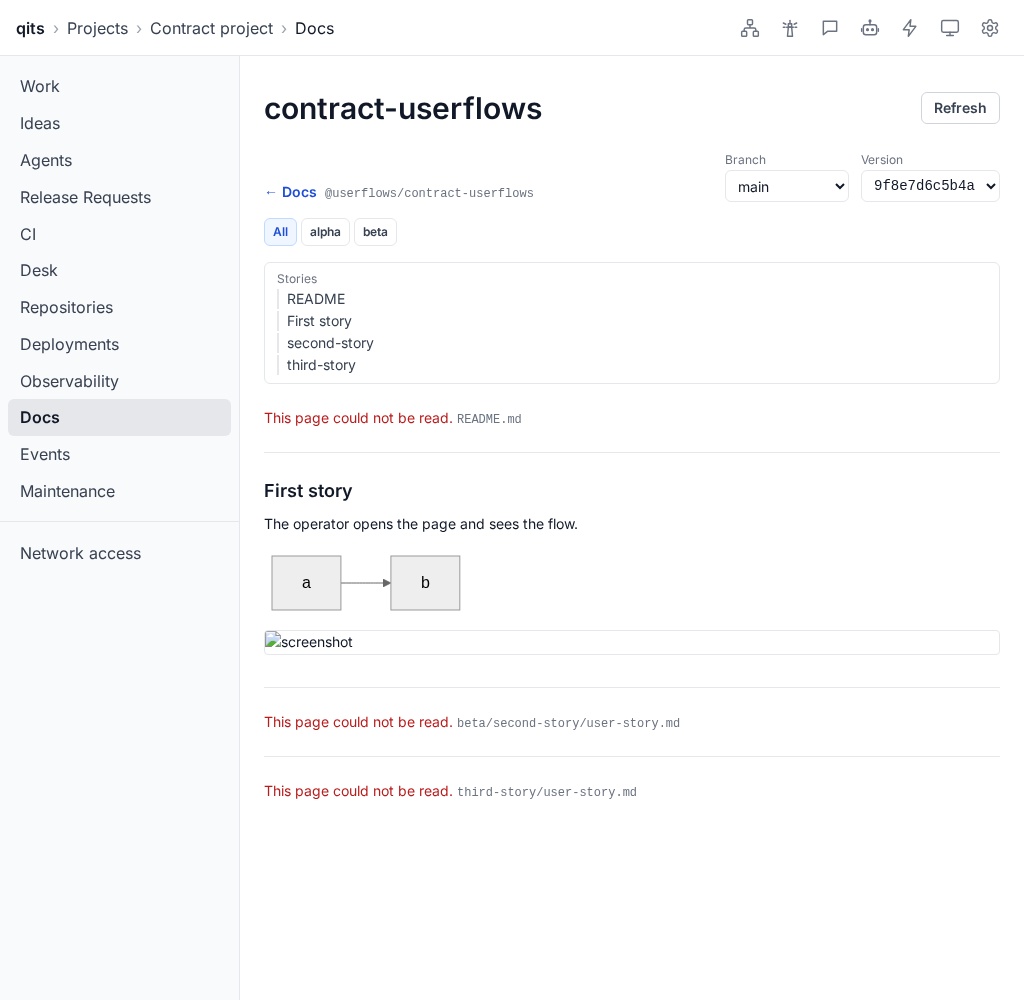 qits › Projects › Contract project › Docs
Work
Ideas
Agents
Release Requests
CI
Desk
Repositories
Deployments
Observability
Docs
Events
Maintenance
Network access
contract-userflows
Refresh
Branch
Version
← Docs @userflows/contract-userflows
main
9f8e7d6c5b4a
All
alpha
beta
Stories
README
First story
second-story
third-story
This page could not be read. README.md
First story
The operator opens the page and sees the flow.
a
b
screenshot
This page could not be read. beta/second-story/user-story.md
This page could not be read. third-story/user-story.md